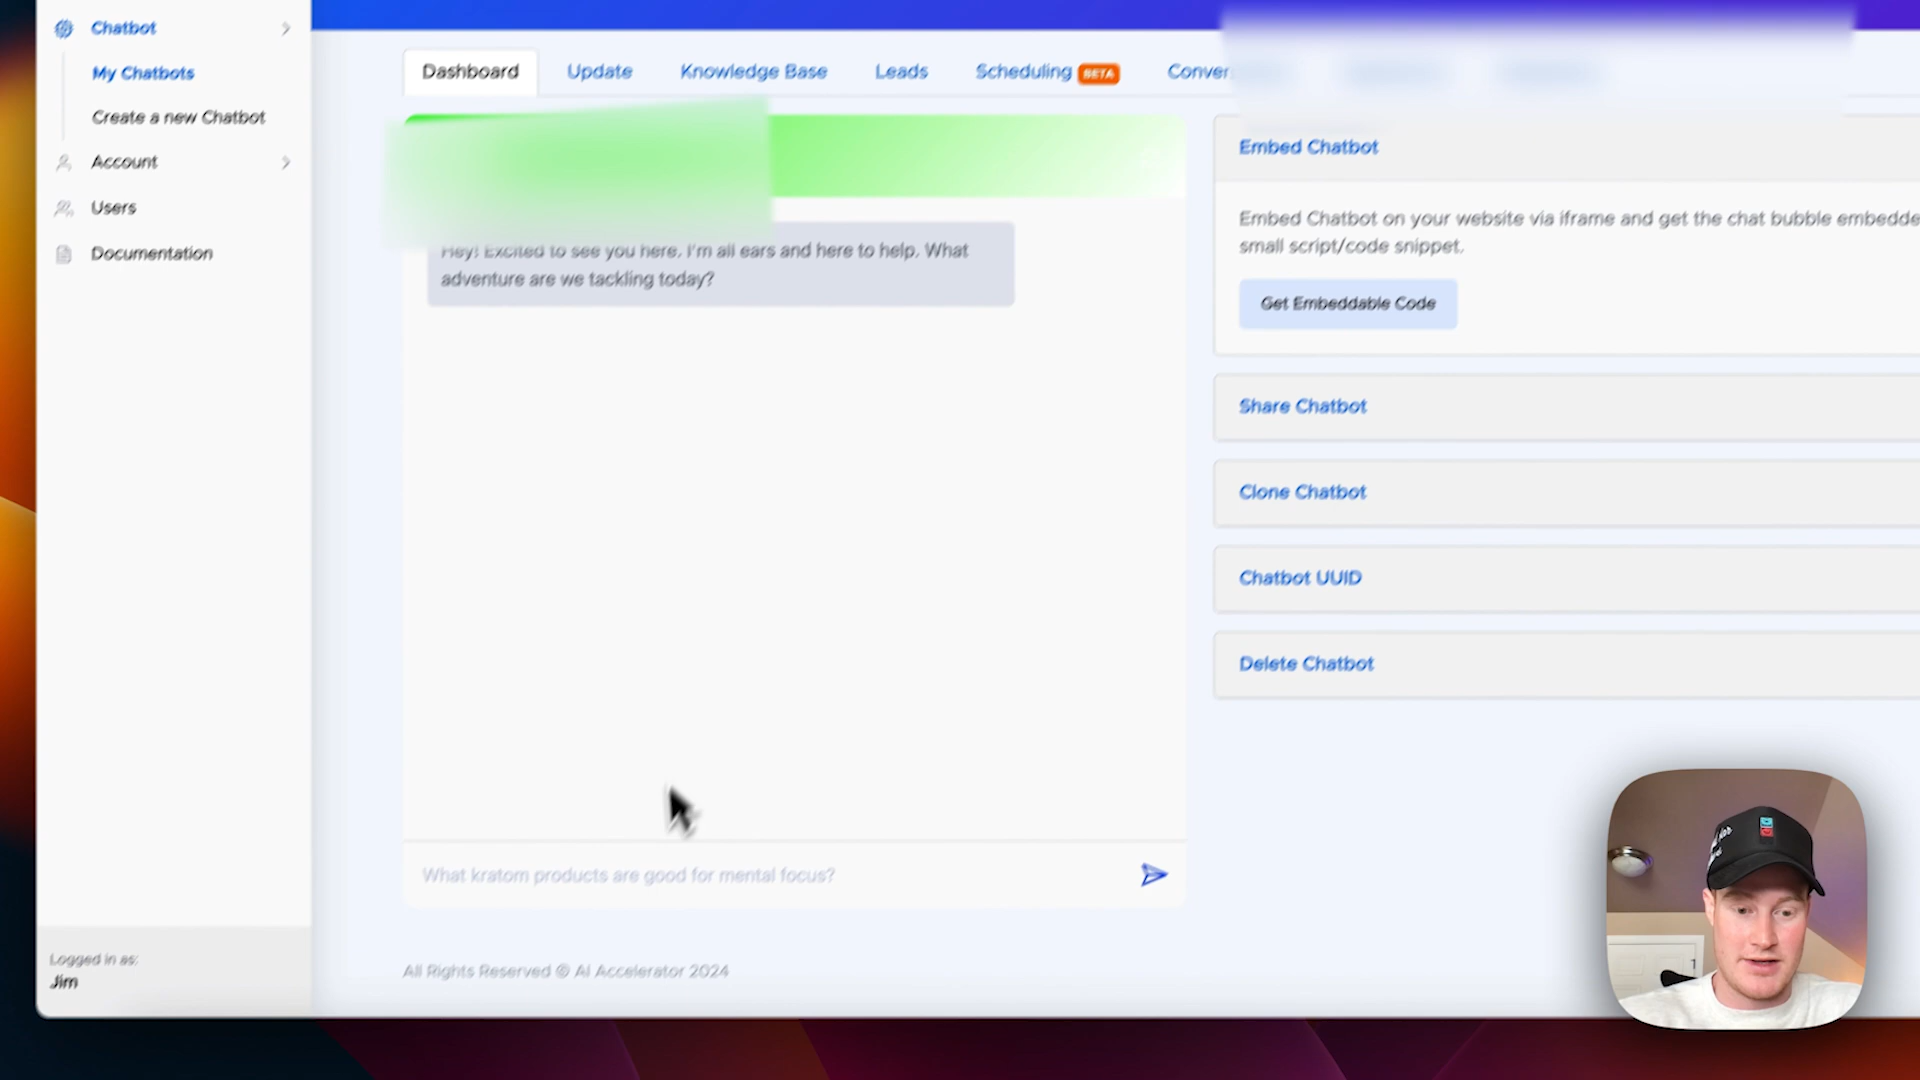 Chatbot
My Chatbots
Create a new Chatbot
Account
Users
Documentation
Logged in as:
Jim
Dashboard
Update
Knowledge Base
Leads
Scheduling BETA
Conver
Hey! Excited to see you here. I'm all ears and here to help. What
adventure are we tackling today?
What kratom products are good for mental focus?
All Rights Reserved © AI Accelerator 2024
Embed Chatbot
Embed Chatbot on your website via iframe and get the chat bubble embedde
small script/code snippet.
Get Embeddable Code
Share Chatbot
Clone Chatbot
Chatbot UUID
Delete Chatbot